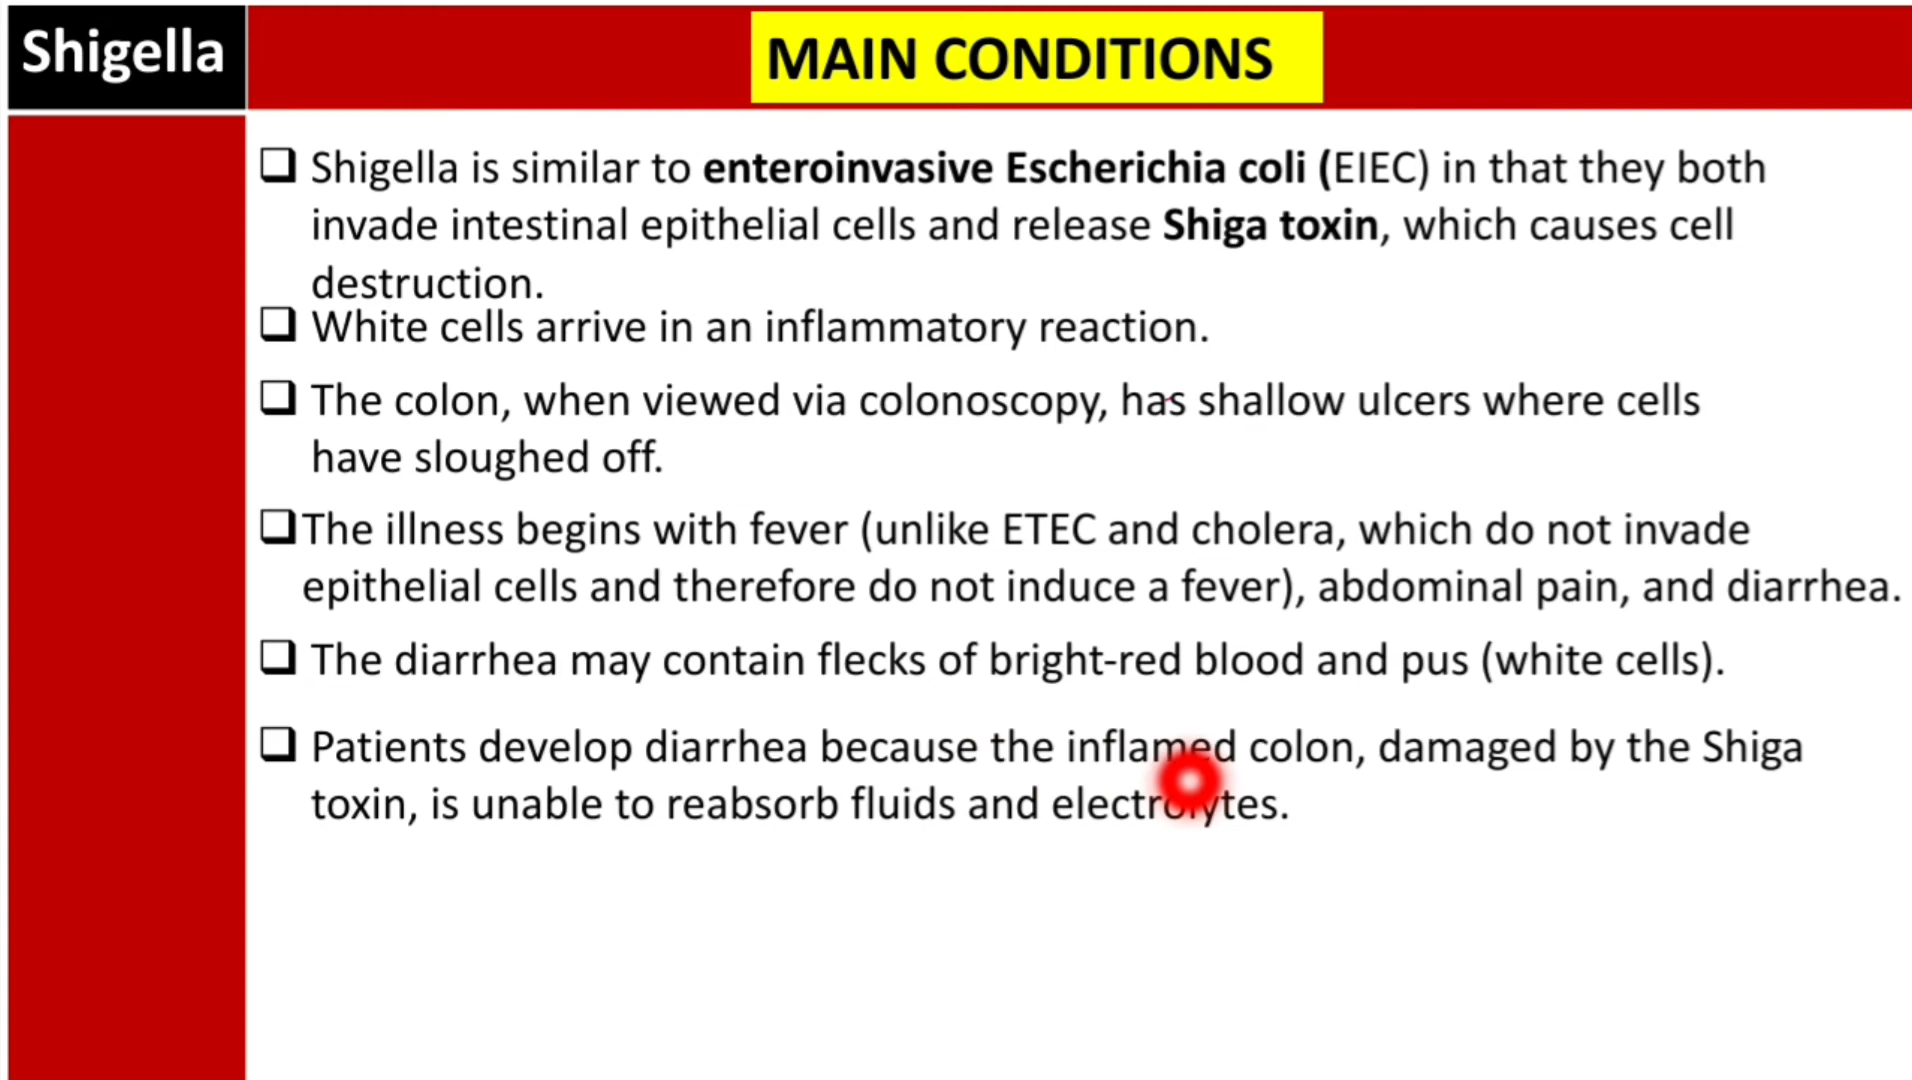 Shigella
MAIN CONDITIONS
❑ Shigella is similar to enteroinvasive Escherichia coli (EIEC) in that they both
invade intestinal epithelial cells and release Shiga toxin, which causes cell
destruction.
❑ White cells arrive in an inflammatory reaction.
❑ The colon, when viewed via colonoscopy, has shallow ulcers where cells
have sloughed off.
❑ The illness begins with fever (unlike ETEC and cholera, which do not invade
epithelial cells and therefore do not induce a fever), abdominal pain, and diarrhea.
❑ The diarrhea may contain flecks of bright-red blood and pus (white cells).
❑ Patients develop diarrhea because the inflamed colon, damaged by the Shiga
toxin, is unable to reabsorb fluids and electrolytes.